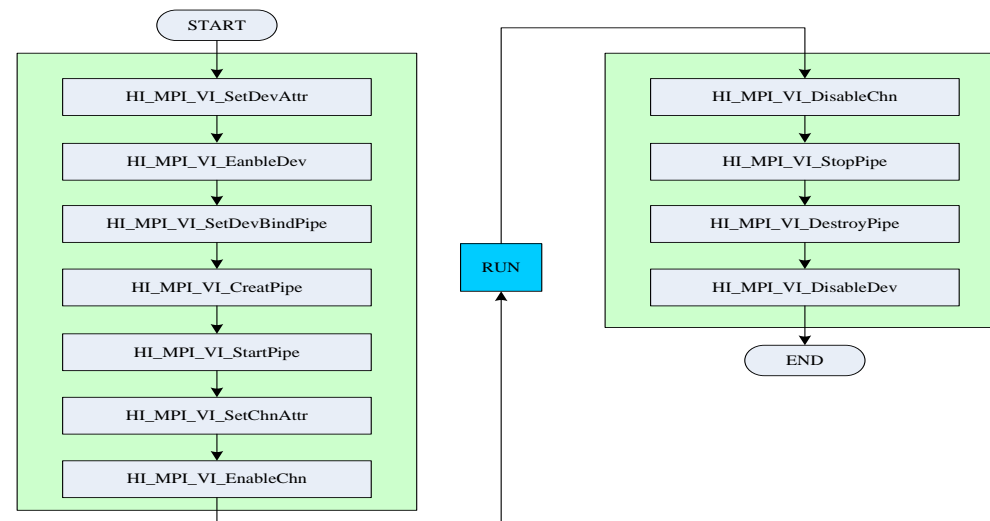 START
HI_MPI_VI_SetDevAttr
HI_MPI_VI_EanbleDev
HI_MPI_VI_SetDevBindPipe
HI_MPI_VI_CreatPipe
HI_MPI_VI_StartPipe
HI_MPI_VI_SetChnAttr
HI_MPI_VI_EnableChn
RUN
HI_MPI_VI_DisableChn
HI_MPI_VI_StopPipe
HI_MPI_VI_DestroyPipe
HI_MPI_VI_DisableDev
END